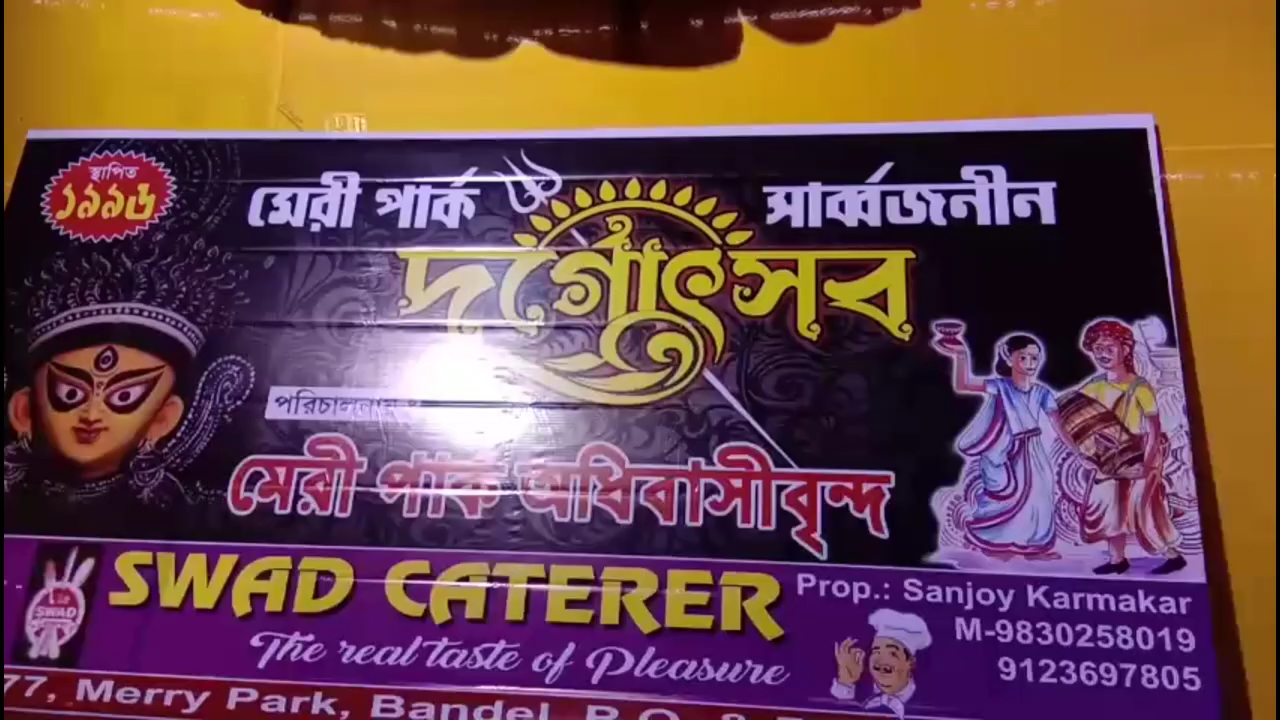 স্থাপিত
১৯৯৬
মেরী পার্ক সার্ব্বজনীন
দূর্গোৎসব
পরিচালনায় :
মেরী পার্ক অধিবাসীবৃন্দ
SWAD
SWAD CATERER
The real taste of Pleasure
Prop.: Sanjoy Karmakar
M-9830258019
9123697805
77, Merry Park, Bandel, P.O. &